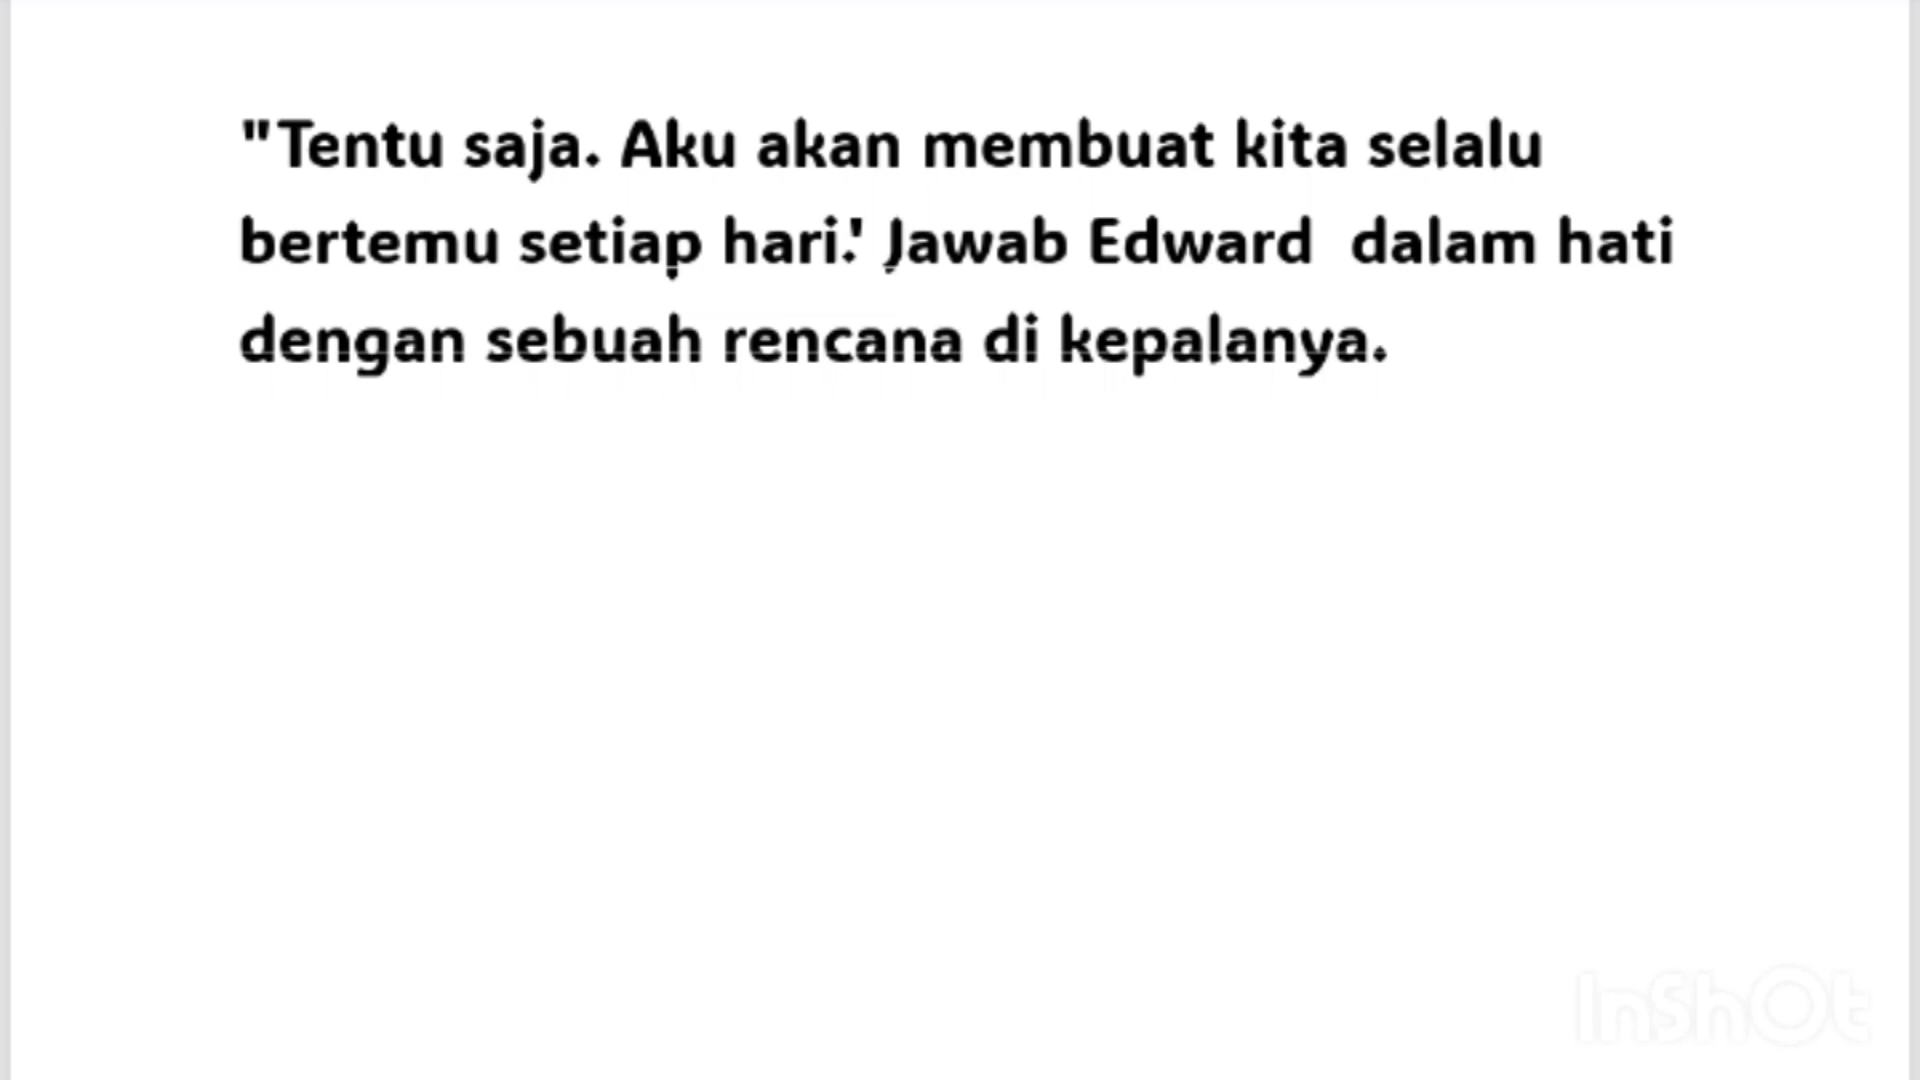 "Tentu saja. Aku akan membuat kita selalu
bertemu setiap hari.' Jawab Edward  dalam hati
dengan sebuah rencana di kepalanya.
InShOt